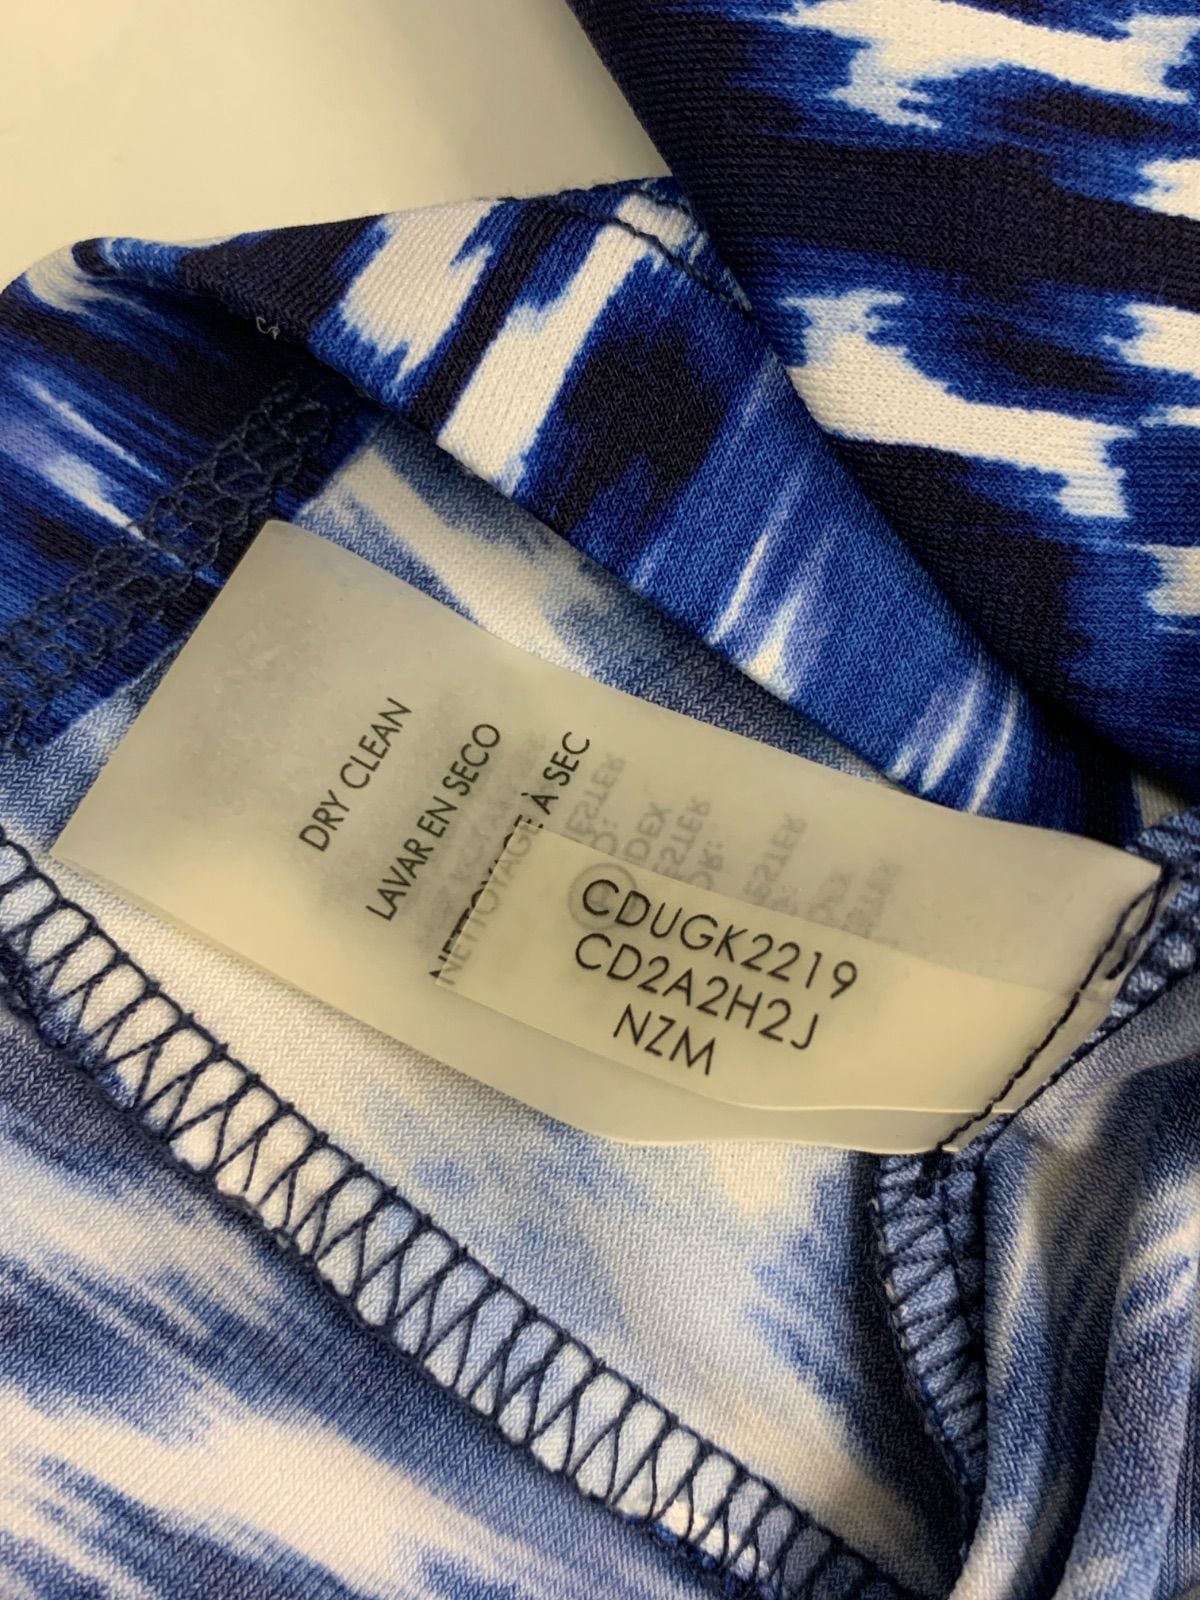 DRY CLEAN
LAVAR EN SECO
NETTOYAGE À SEC
CDUGK2219
CD2A2H2J
NZM